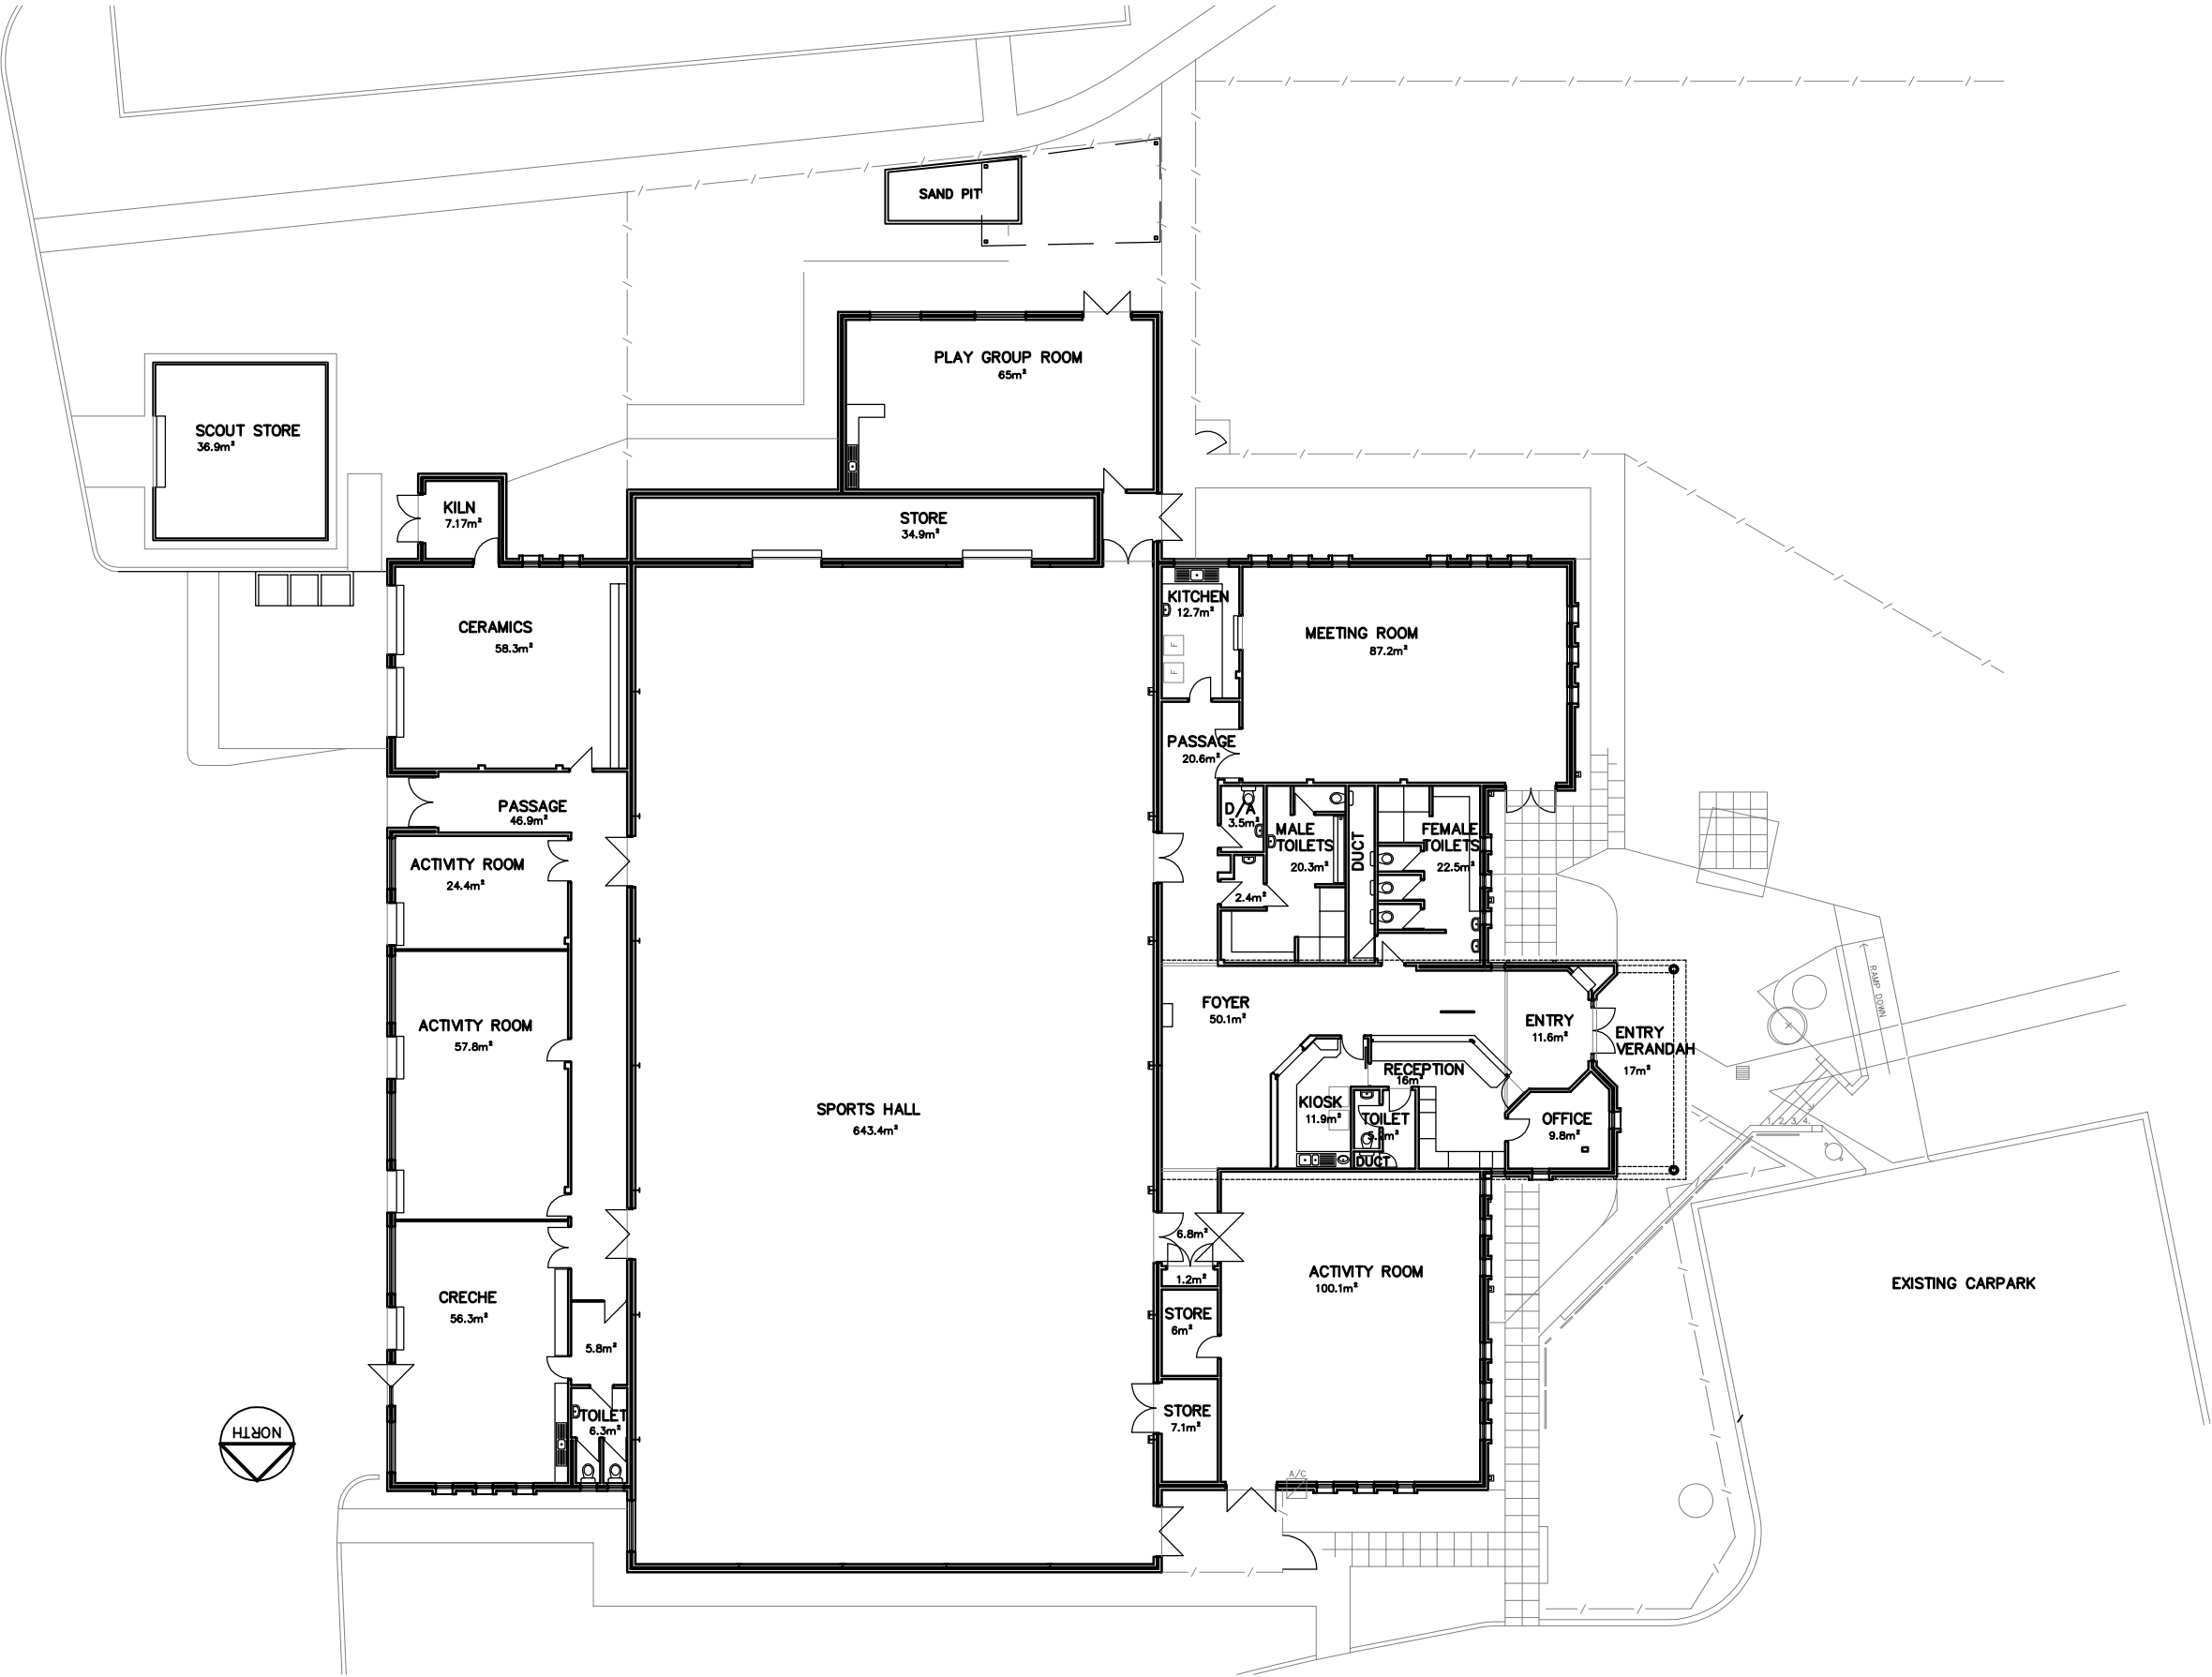 SAND PIT
PLAY GROUP ROOM
65m²
SCOUT STORE
36.9m²
KILN
7.17m²
STORE
34.9m²
KITCHEN
12.7m²
F
F
CERAMICS
58.3m²
MEETING ROOM
87.2m²
PASSAGE
20.6m²
PASSAGE
46.9m²
D/A
3.5m²
MALE
TOILETS
20.3m²
DUCT
FEMALE
TOILETS
22.5m²
ACTIVITY ROOM
24.4m²
2.4m²
RAMP DOWN
FOYER
50.1m²
ENTRY
11.6m²
ENTRY
VERANDAH
17m²
ACTIVITY ROOM
57.8m²
RECEPTION
16m²
KIOSK
11.9m²
TOILET
DUCT
OFFICE
9.8m²
1. 2. 3. 4.
SPORTS HALL
643.4m²
6.8m²
1.2m²
ACTIVITY ROOM
100.1m²
EXISTING CARPARK
CRECHE
56.3m²
STORE
6m²
5.8m²
TOILET
6.3m²
STORE
7.1m²
NORTH
A/C